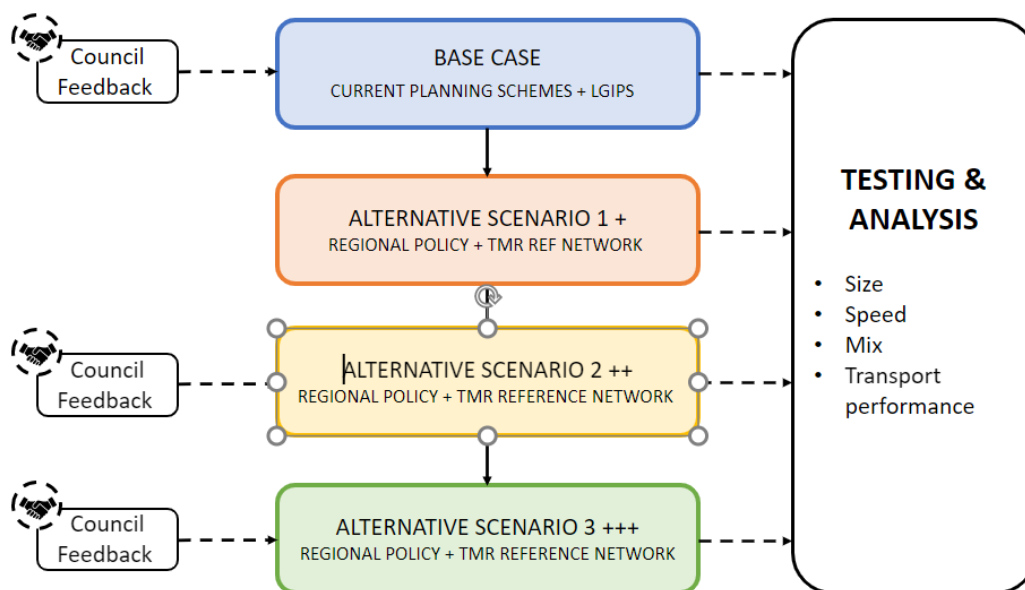 Council
Feedback
BASE CASE
CURRENT PLANNING SCHEMES + LGIPS
ALTERNATIVE SCENARIO 1 +
REGIONAL POLICY + TMR REF NETWORK
Council
Feedback
ALTERNATIVE SCENARIO 2 ++
REGIONAL POLICY + TMR REFERENCE NETWORK
Council
Feedback
ALTERNATIVE SCENARIO 3 +++
REGIONAL POLICY + TMR REFERENCE NETWORK
TESTING &
ANALYSIS
• Size
• Speed
• Mix
• Transport
performance